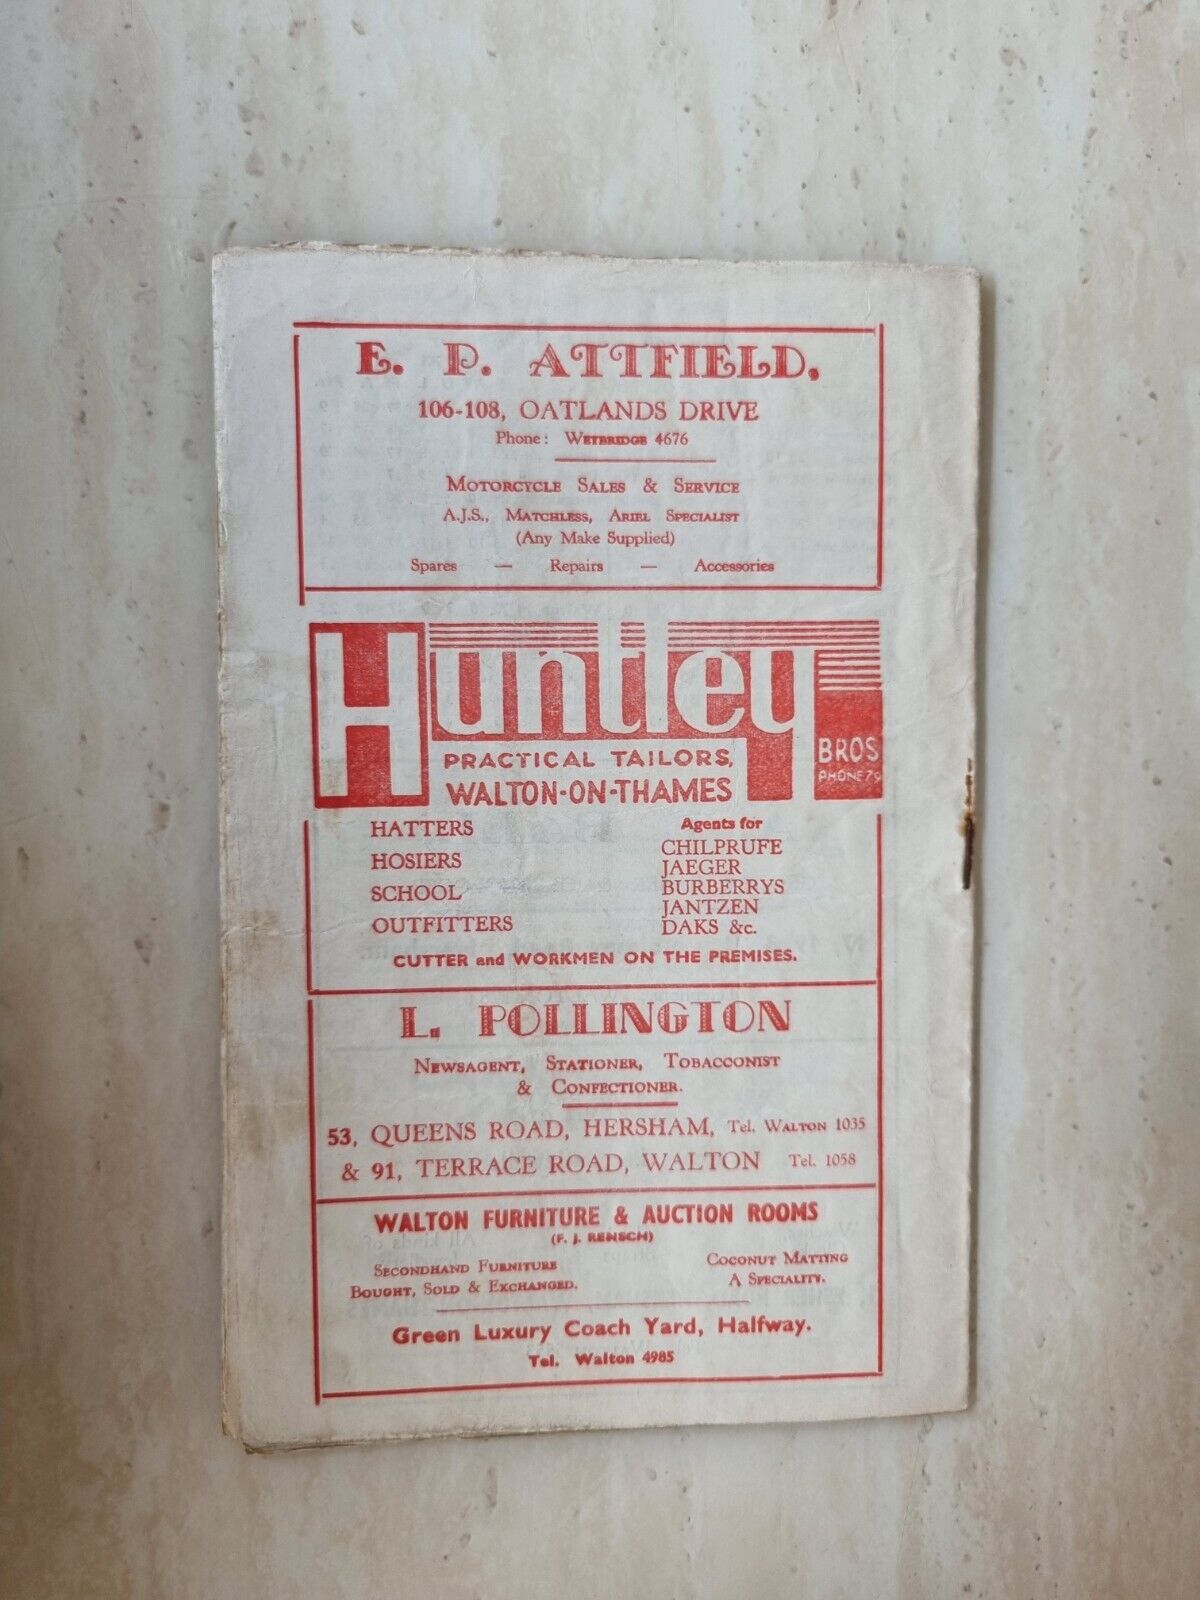 E. P. ATTFIELD,
106-108, OATLANDS DRIVE
Phone: WEYBRIDGE 4676
MOTORCYCLE SALES & SERVICE
A.J.S., MATCHLESS, ARIEL SPECIALIST
(Any Make Supplied)
Spares — Repairs — Accessories
Huntley
BROS
PHONE 79
PRACTICAL TAILORS,
WALTON-ON-THAMES
HATTERS
HOSIERS
SCHOOL
OUTFITTERS
Agents for
CHILPRUFE
JAEGER
BURBERRYS
JANTZEN
DAKS &c.
CUTTER and WORKMEN ON THE PREMISES.
L. POLLINGTON
NEWSAGENT, STATIONER, TOBACCONIST
& CONFECTIONER.
53, QUEENS ROAD, HERSHAM, Tel. WALTON 1035
& 91, TERRACE ROAD, WALTON Tel. 1058
WALTON FURNITURE & AUCTION ROOMS
(F. J. RENSCH)
SECONDHAND FURNITURE
BOUGHT, SOLD & EXCHANGED.
COCONUT MATTING
A SPECIALITY.
Green Luxury Coach Yard, Halfway.
Tel. Walton 4985